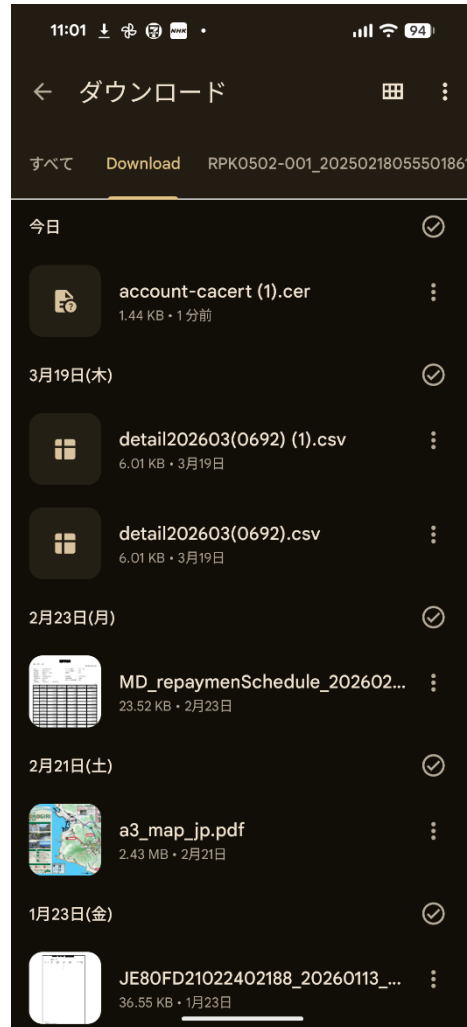 11:01 NHK 94
ダウンロード
すべて Download RPK0502-001_2025021805550186
今日
account-cacert (1).cer
1.44 KB • 1 分前
3月19日(木)
detail202603(0692) (1).csv
6.01 KB • 3月19日
detail202603(0692).csv
6.01 KB • 3月19日
2月23日(月)
MD_repaymenSchedule_202602...
23.52 KB • 2月23日
2月21日(土)
a3_map_jp.pdf
2.43 MB • 2月21日
1月23日(金)
JE80FD21022402188_20260113_...
36.55 KB • 1月23日